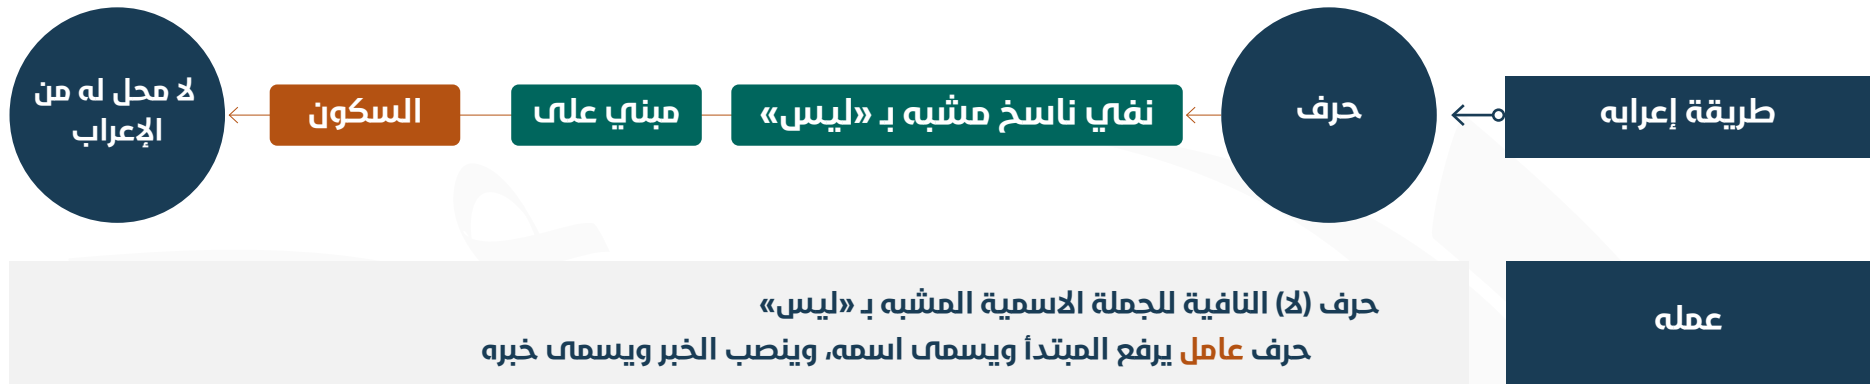 طريقة إعرابه
حرف
نفي ناسخ مشبه بـ «ليس»
مبني على
السكون
لا محل له من
الإعراب
عمله
حرف (لا) النافية للجملة الاسمية المشبه بـ «ليس»
حرف عامل يرفع المبتدأ ويسمى اسمه، وينصب الخبر ويسمى خبره